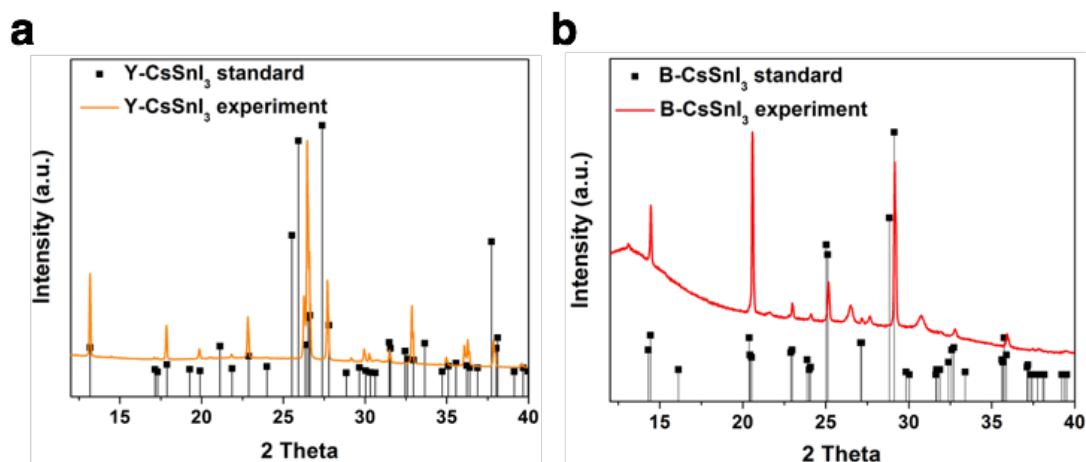 a
Y-CsSnI₃ standard
Y-CsSnI₃ experiment
Intensity (a.u.)
15 20 25 30 35 40
2 Theta
b
B-CsSnI₃ standard
B-CsSnI₃ experiment
Intensity (a.u.)
15 20 25 30 35 40
2 Theta